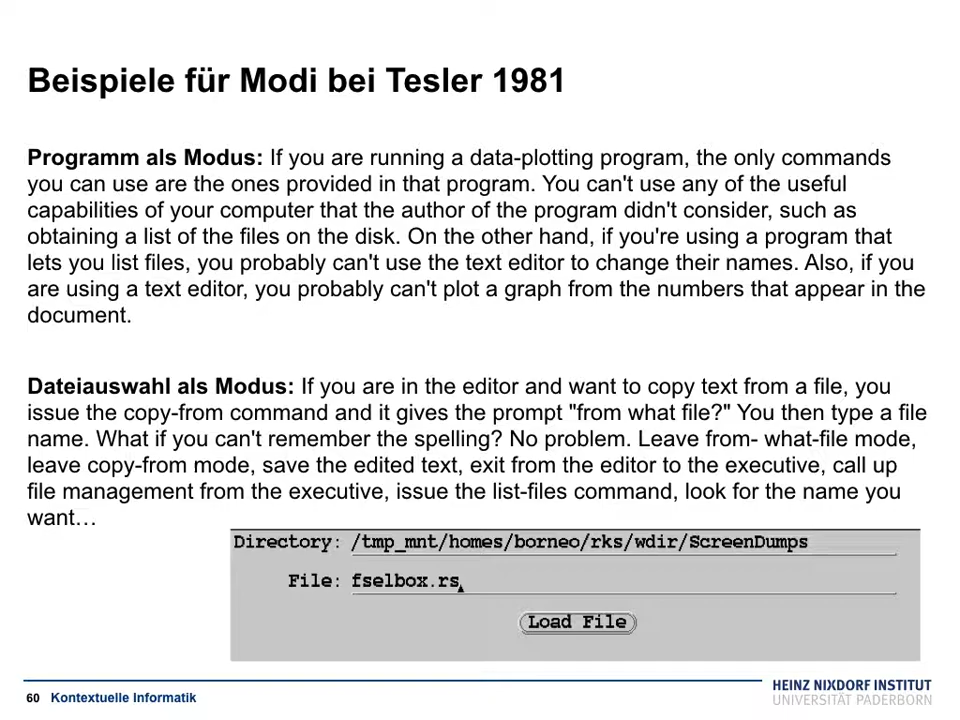 Beispiele für Modi bei Tesler 1981
Programm als Modus: If you are running a data-plotting program, the only commands
you can use are the ones provided in that program. You can't use any of the useful
capabilities of your computer that the author of the program didn't consider, such as
obtaining a list of the files on the disk. On the other hand, if you're using a program that
lets you list files, you probably can't use the text editor to change their names. Also, if you
are using a text editor, you probably can't plot a graph from the numbers that appear in the
document.
Dateiauswahl als Modus: If you are in the editor and want to copy text from a file, you
issue the copy-from command and it gives the prompt "from what file?" You then type a file
name. What if you can't remember the spelling? No problem. Leave from- what-file mode,
leave copy-from mode, save the edited text, exit from the editor to the executive, call up
file management from the executive, issue the list-files command, look for the name you
want…
Directory: /tmp_mnt/homes/borneo/rks/wdir/ScreenDumps
File: fselbox.rs
Load File
60 Kontextuelle Informatik
HEINZ NIXDORF INSTITUT
UNIVERSITÄT PADERBORN